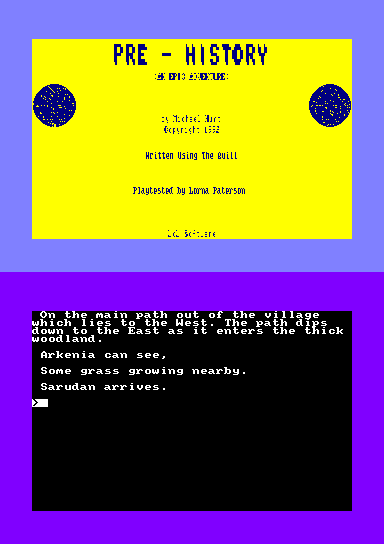 PRE - HISTORY
(AN EPIC ADVENTURE)
by Michael Hunt
Copyright 1992
Written Using The Quill
Playtested by Lorna Paterson
Software
On the main path out of the village
which lies to the West. The path dips
down to the East as it enters the thick
woodland.
Arkenia can see,
Some grass growing nearby.
Sarudan arrives.
>